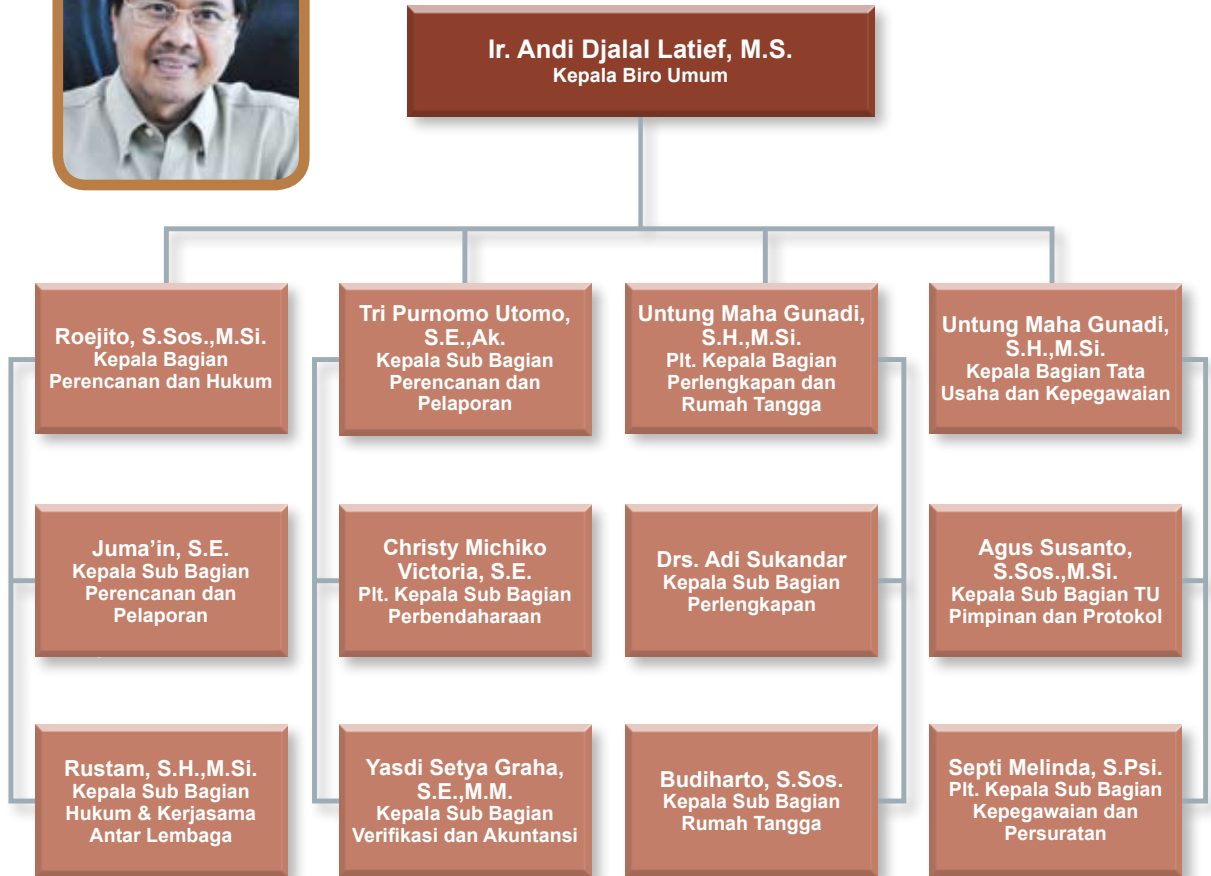 Ir. Andi Djalal Latief, M.S.
Kepala Biro Umum
Roejito, S.Sos.,M.Si.
Kepala Bagian
Perencanan dan Hukum
Tri Purnomo Utomo,
S.E.,Ak.
Kepala Sub Bagian
Perencanan dan
Pelaporan
Untung Maha Gunadi,
S.H.,M.Si.
Plt. Kepala Bagian
Perlengkapan dan
Rumah Tangga
Untung Maha Gunadi,
S.H.,M.Si.
Kepala Bagian Tata
Usaha dan Kepegawaian
Juma’in, S.E.
Kepala Sub Bagian
Perencanan dan
Pelaporan
Christy Michiko
Victoria, S.E.
Plt. Kepala Sub Bagian
Perbendaharaan
Drs. Adi Sukandar
Kepala Sub Bagian
Perlengkapan
Agus Susanto,
S.Sos.,M.Si.
Kepala Sub Bagian TU
Pimpinan dan Protokol
Rustam, S.H.,M.Si.
Kepala Sub Bagian
Hukum & Kerjasama
Antar Lembaga
Yasdi Setya Graha,
S.E.,M.M.
Kepala Sub Bagian
Verifikasi dan Akuntansi
Budiharto, S.Sos.
Kepala Sub Bagian
Rumah Tangga
Septi Melinda, S.Psi.
Plt. Kepala Sub Bagian
Kepegawaian dan
Persuratan